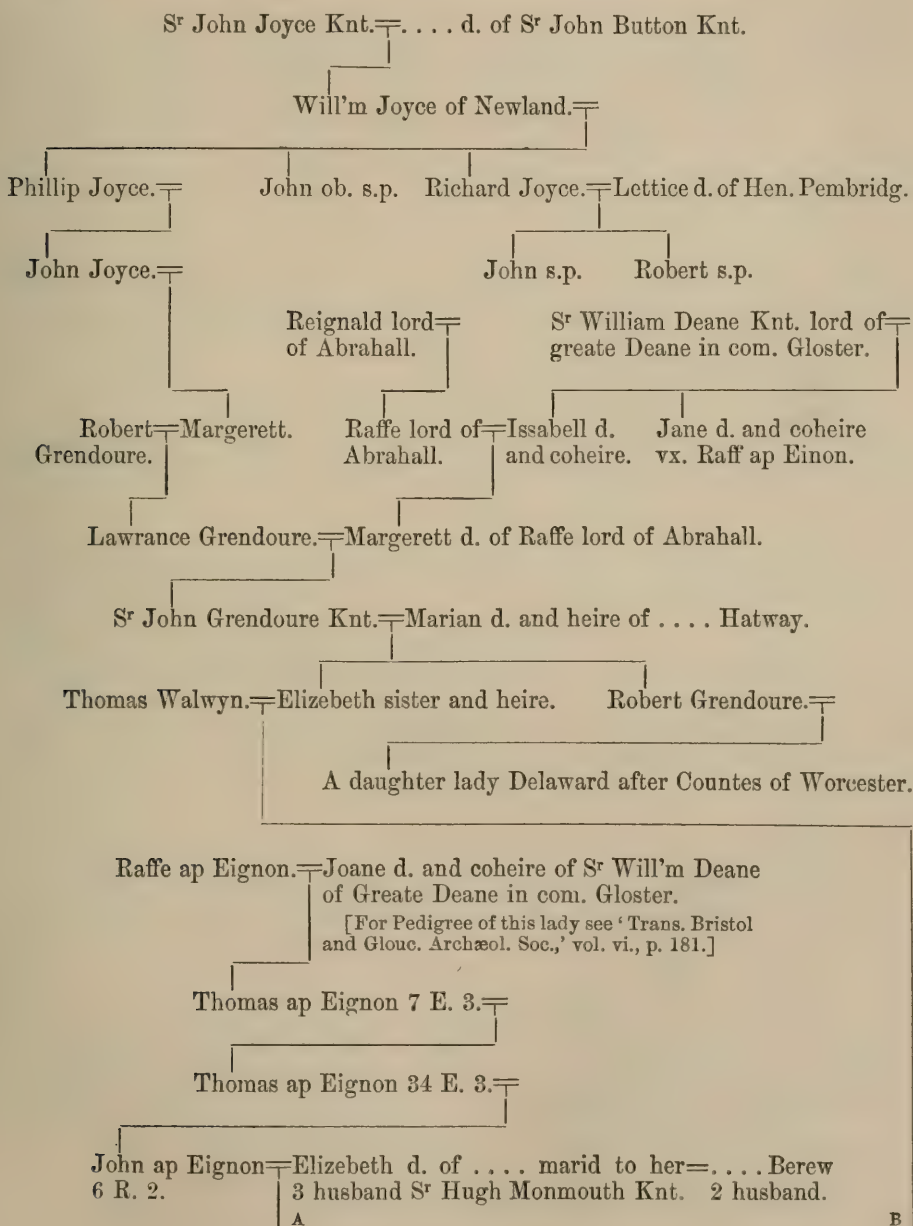 Sʳ John Joyce Knt.=. . . . d. of Sʳ John Button Knt.
Will'm Joyce of Newland.=
Phillip Joyce.= John ob. s.p. Richard Joyce.=Lettice d. of Hen. Pembridg.
John Joyce.= John s.p. Robert s.p.
Reignald lord= Sʳ William Deane Knt. lord of=
of Abrahall. greate Deane in com. Gloster.
Robert=Margerett. Raffe lord of=Issabell d. Jane d. and coheire
Grendoure. Abrahall. and coheire. vx. Raff ap Einon.
Lawrance Grendoure.=Margerett d. of Raffe lord of Abrahall.
Sʳ John Grendoure Knt.=Marian d. and heire of . . . . Hatway.
Thomas Walwyn.=Elizebeth sister and heire. Robert Grendoure.=
A daughter lady Delaward after Countes of Worcester.
Raffe ap Eignon.=Joane d. and coheire of Sʳ Will'm Deane
of Greate Deane in com. Gloster.
[For Pedigree of this lady see ‘ Trans. Bristol
and Glouc. Archæol. Soc.,’ vol. vi., p. 181.]
Thomas ap Eignon 7 E. 3.=
Thomas ap Eignon 34 E. 3.=
John ap Eignon=Elizebeth d. of . . . . marid to her=. . . . Berew
6 R. 2. 3 husband Sʳ Hugh Monmouth Knt. 2 husband.
A B